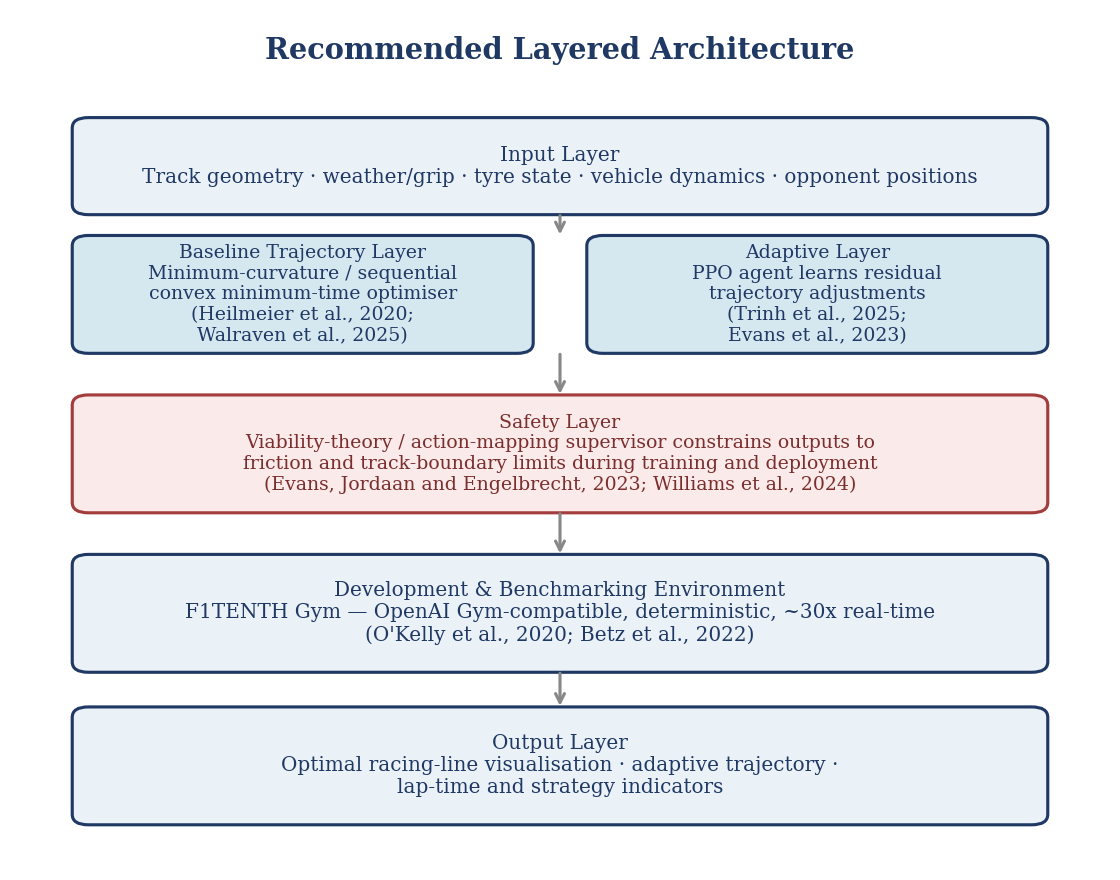 Recommended Layered Architecture
Input Layer
Track geometry · weather/grip · tyre state · vehicle dynamics · opponent positions
Baseline Trajectory Layer
Minimum-curvature / sequential
convex minimum-time optimiser
(Heilmeier et al., 2020;
Walraven et al., 2025)
Adaptive Layer
PPO agent learns residual
trajectory adjustments
(Trinh et al., 2025;
Evans et al., 2023)
Safety Layer
Viability-theory / action-mapping supervisor constrains outputs to
friction and track-boundary limits during training and deployment
(Evans, Jordaan and Engelbrecht, 2023; Williams et al., 2024)
Development & Benchmarking Environment
F1TENTH Gym — OpenAI Gym-compatible, deterministic, ~30x real-time
(O'Kelly et al., 2020; Betz et al., 2022)
Output Layer
Optimal racing-line visualisation · adaptive trajectory ·
lap-time and strategy indicators